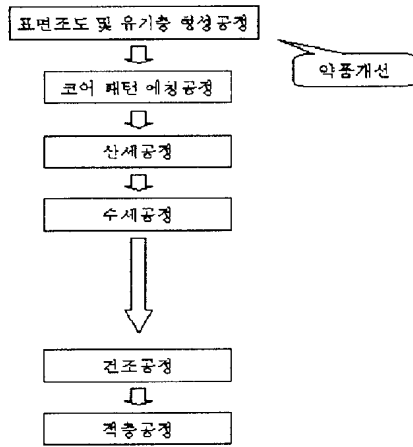 표면조도 및 유기층 형성공정
약품개선
코어 패턴 에칭공정
산세공정
수세공정
건조공정
적층공정